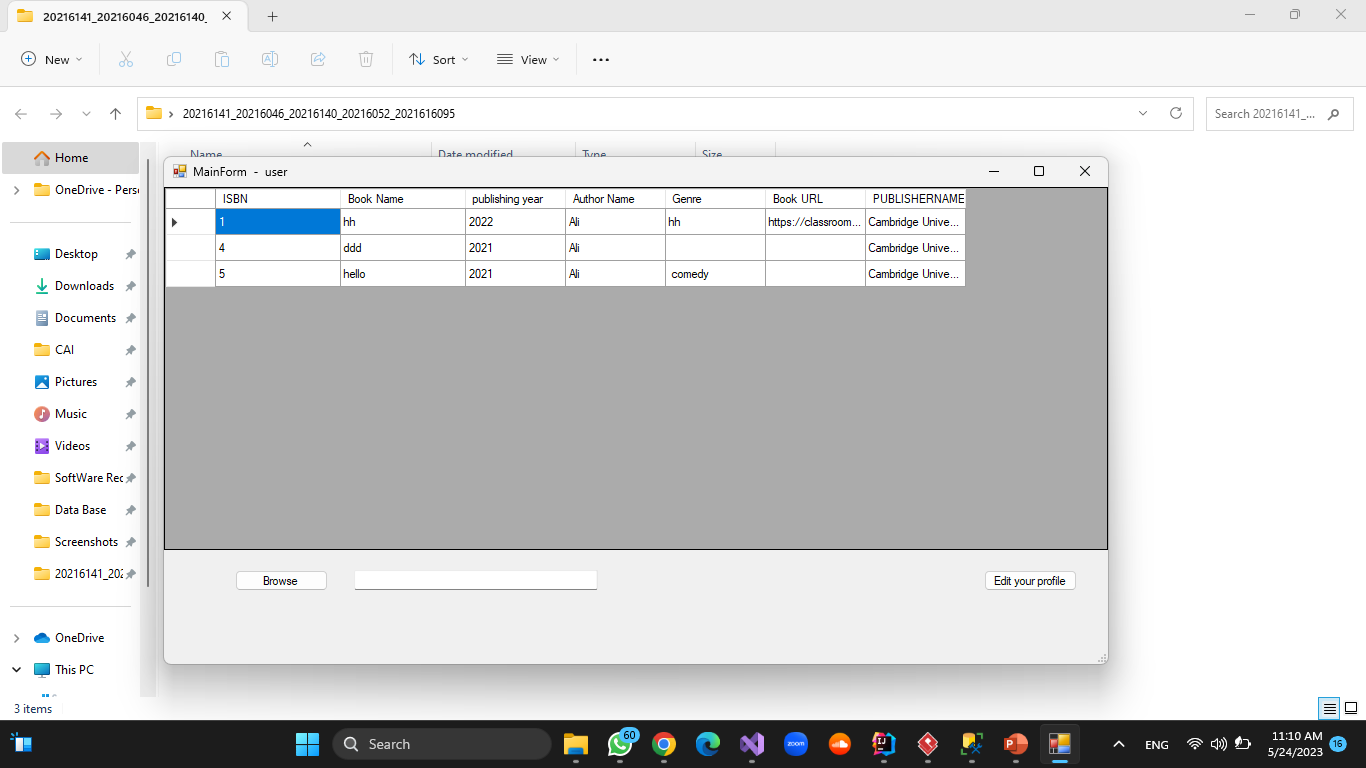 20216141_20216046_20216140_
New
Sort
View
20216141_20216046_20216140_20216052_2021616095
Search 20216141_...
Name
Date modified
Type
Size
Home
OneDrive - Perso
Desktop
Downloads
Documents
CAI
Pictures
Music
Videos
SoftWare Rec
Data Base
Screenshots
20216141_202
OneDrive
This PC
3 items
MainForm - user
ISBN Book Name publishing year Author Name Genre Book URL PUBLISHERNAME
1 hh 2022 Ali hh https://classroom... Cambridge Unive...
4 ddd 2021 Ali Cambridge Unive...
5 hello 2021 Ali comedy Cambridge Unive...
Browse
Edit your profile
Search
60
zoom
ENG
11:10 AM
5/24/2023
16